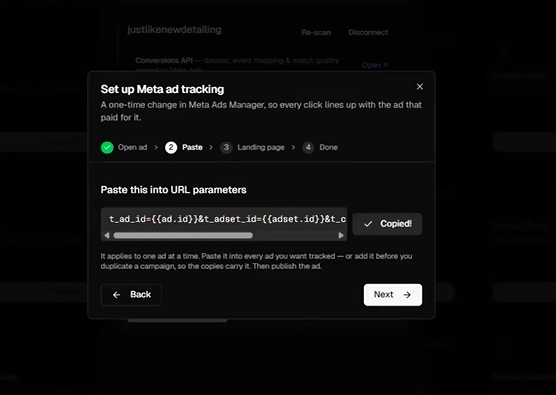 justlikenewdetailing
Re-scan
Disconnect
Conversions API — dataset, event mapping & match quality
Open
Set up Meta ad tracking
A one-time change in Meta Ads Manager, so every click lines up with the ad that
paid for it.
Open ad
2 Paste
3 Landing page
4 Done
Paste this into URL parameters
t_ad_id={{ad.id}}&t_adset_id={{adset.id}}&t_c
Copied!
It applies to one ad at a time. Paste it into every ad you want tracked — or add it before you
duplicate a campaign, so the copies carry it. Then publish the ad.
Back
Next